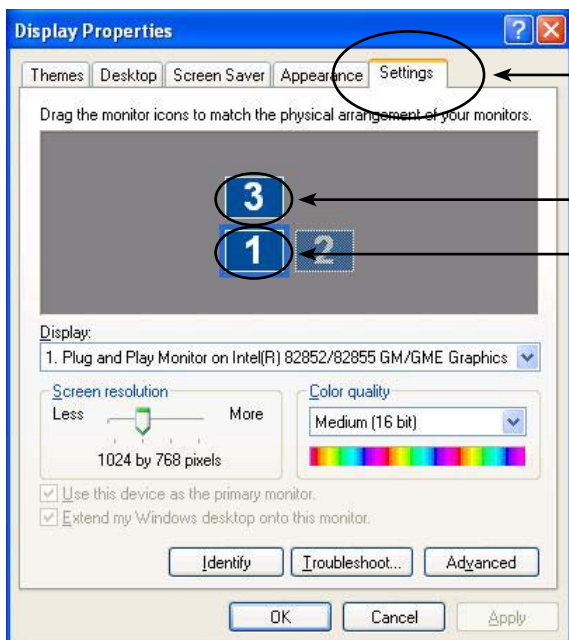 Display Properties
Themes Desktop Screen Saver Appearance Settings
Drag the monitor icons to match the physical arrangement of your monitors.
3
1 2
Display:
1. Plug and Play Monitor on Intel(R) 82852/82855 GM/GME Graphics
Screen resolution
Less More
1024 by 768 pixels
Color quality
Medium (16 bit)
Use this device as the primary monitor.
Extend my Windows desktop onto this monitor.
Identify Troubleshoot... Advanced
OK Cancel Apply